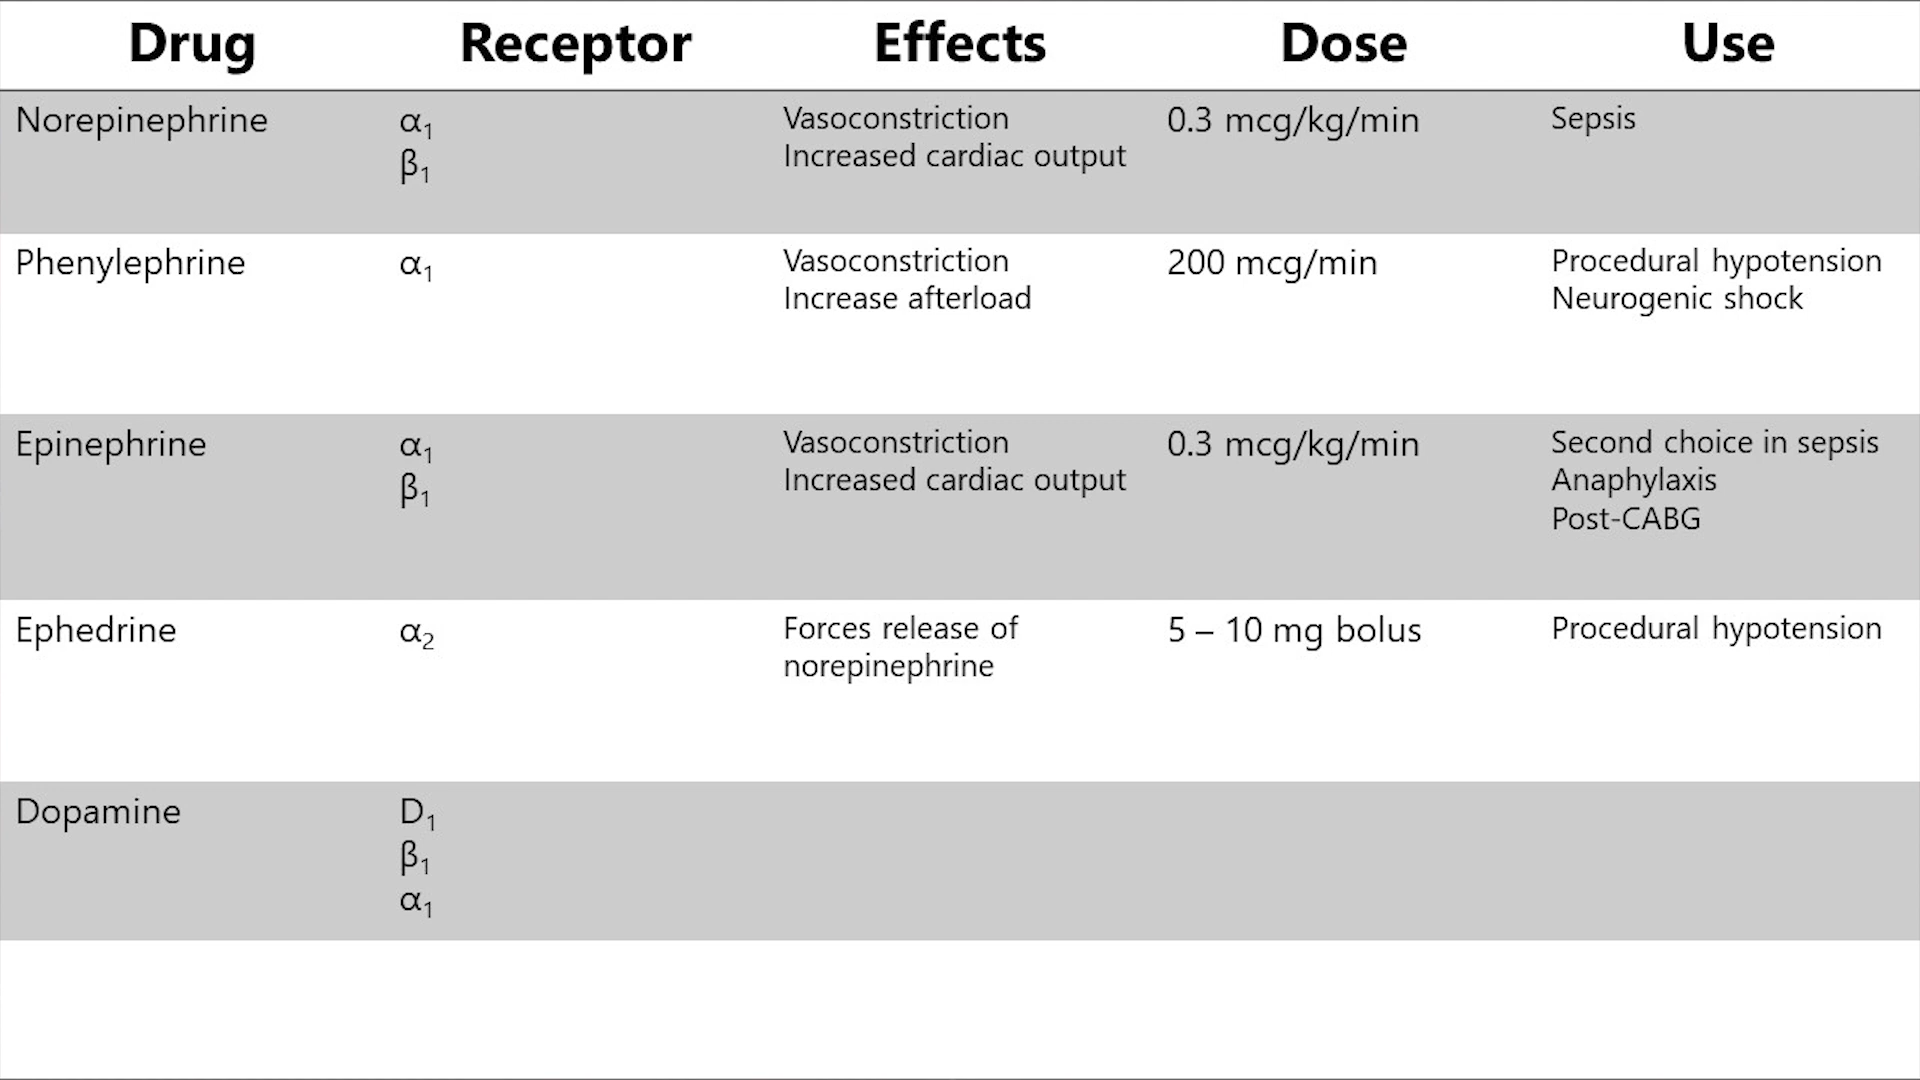 Drug Receptor Effects Dose Use
Norepinephrine α₁ Vasoconstriction 0.3 mcg/kg/min Sepsis
β₁ Increased cardiac output
Phenylephrine α₁ Vasoconstriction 200 mcg/min Procedural hypotension
Increase afterload Neurogenic shock
Epinephrine α₁ Vasoconstriction 0.3 mcg/kg/min Second choice in sepsis
β₁ Increased cardiac output Anaphylaxis
Post-CABG
Ephedrine α₂ Forces release of 5 – 10 mg bolus Procedural hypotension
norepinephrine
Dopamine D₁
β₁
α₁